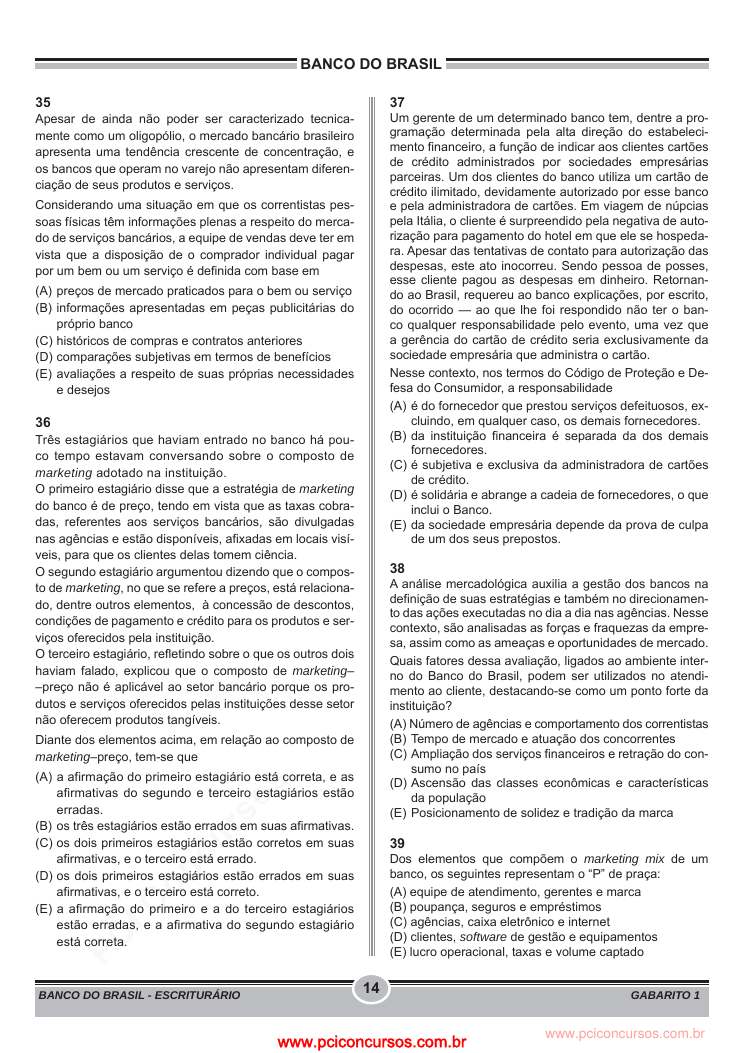 BANCO DO BRASIL
35
Apesar de ainda não poder ser caracterizado tecnica-
mente como um oligopólio, o mercado bancário brasileiro
apresenta uma tendência crescente de concentração, e
os bancos que operam no varejo não apresentam diferen-
ciação de seus produtos e serviços.
Considerando uma situação em que os correntistas pes-
soas físicas têm informações plenas a respeito do merca-
do de serviços bancários, a equipe de vendas deve ter em
vista que a disposição de o comprador individual pagar
por um bem ou um serviço é definida com base em
(A) preços de mercado praticados para o bem ou serviço
(B) informações apresentadas em peças publicitárias do
próprio banco
(C) históricos de compras e contratos anteriores
(D) comparações subjetivas em termos de benefícios
(E) avaliações a respeito de suas próprias necessidades
e desejos
36
Três estagiários que haviam entrado no banco há pou-
co tempo estavam conversando sobre o composto de
marketing adotado na instituição.
O primeiro estagiário disse que a estratégia de marketing
do banco é de preço, tendo em vista que as taxas cobra-
das, referentes aos serviços bancários, são divulgadas
nas agências e estão disponíveis, afixadas em locais visí-
veis, para que os clientes delas tomem ciência.
O segundo estagiário argumentou dizendo que o compos-
to de marketing, no que se refere a preços, está relaciona-
do, dentre outros elementos, à concessão de descontos,
condições de pagamento e crédito para os produtos e ser-
viços oferecidos pela instituição.
O terceiro estagiário, refletindo sobre o que os outros dois
haviam falado, explicou que o composto de marketing–
–preço não é aplicável ao setor bancário porque os pro-
dutos e serviços oferecidos pelas instituições desse setor
não oferecem produtos tangíveis.
Diante dos elementos acima, em relação ao composto de
marketing–preço, tem-se que
(A) a afirmação do primeiro estagiário está correta, e as
afirmativas do segundo e terceiro estagiários estão
erradas.
(B) os três estagiários estão errados em suas afirmativas.
(C) os dois primeiros estagiários estão corretos em suas
afirmativas, e o terceiro está errado.
(D) os dois primeiros estagiários estão errados em suas
afirmativas, e o terceiro está correto.
(E) a afirmação do primeiro e a do terceiro estagiários
estão erradas, e a afirmativa do segundo estagiário
está correta.
37
Um gerente de um determinado banco tem, dentre a pro-
gramação determinada pela alta direção do estabeleci-
mento financeiro, a função de indicar aos clientes cartões
de crédito administrados por sociedades empresárias
parceiras. Um dos clientes do banco utiliza um cartão de
crédito ilimitado, devidamente autorizado por esse banco
e pela administradora de cartões. Em viagem de núpcias
pela Itália, o cliente é surpreendido pela negativa de auto-
rização para pagamento do hotel em que ele se hospeda-
ra. Apesar das tentativas de contato para autorização das
despesas, este ato inocorreu. Sendo pessoa de posses,
esse cliente pagou as despesas em dinheiro. Retornan-
do ao Brasil, requereu ao banco explicações, por escrito,
do ocorrido — ao que lhe foi respondido não ter o ban-
co qualquer responsabilidade pelo evento, uma vez que
a gerência do cartão de crédito seria exclusivamente da
sociedade empresária que administra o cartão.
Nesse contexto, nos termos do Código de Proteção e De-
fesa do Consumidor, a responsabilidade
(A) é do fornecedor que prestou serviços defeituosos, ex-
cluindo, em qualquer caso, os demais fornecedores.
(B) da instituição financeira é separada da dos demais
fornecedores.
(C) é subjetiva e exclusiva da administradora de cartões
de crédito.
(D) é solidária e abrange a cadeia de fornecedores, o que
inclui o Banco.
(E) da sociedade empresária depende da prova de culpa
de um dos seus prepostos.
38
A análise mercadológica auxilia a gestão dos bancos na
definição de suas estratégias e também no direcionamen-
to das ações executadas no dia a dia nas agências. Nesse
contexto, são analisadas as forças e fraquezas da empre-
sa, assim como as ameaças e oportunidades de mercado.
Quais fatores dessa avaliação, ligados ao ambiente inter-
no do Banco do Brasil, podem ser utilizados no atendi-
mento ao cliente, destacando-se como um ponto forte da
instituição?
(A) Número de agências e comportamento dos correntistas
(B) Tempo de mercado e atuação dos concorrentes
(C) Ampliação dos serviços financeiros e retração do con-
sumo no país
(D) Ascensão das classes econômicas e características
da população
(E) Posicionamento de solidez e tradição da marca
39
Dos elementos que compõem o marketing mix de um
banco, os seguintes representam o “P” de praça:
(A) equipe de atendimento, gerentes e marca
(B) poupança, seguros e empréstimos
(C) agências, caixa eletrônico e internet
(D) clientes, software de gestão e equipamentos
(E) lucro operacional, taxas e volume captado
BANCO DO BRASIL - ESCRITURÁRIO
14
GABARITO 1
www.pciconcursos.com.br
www.pciconcursos.com.br